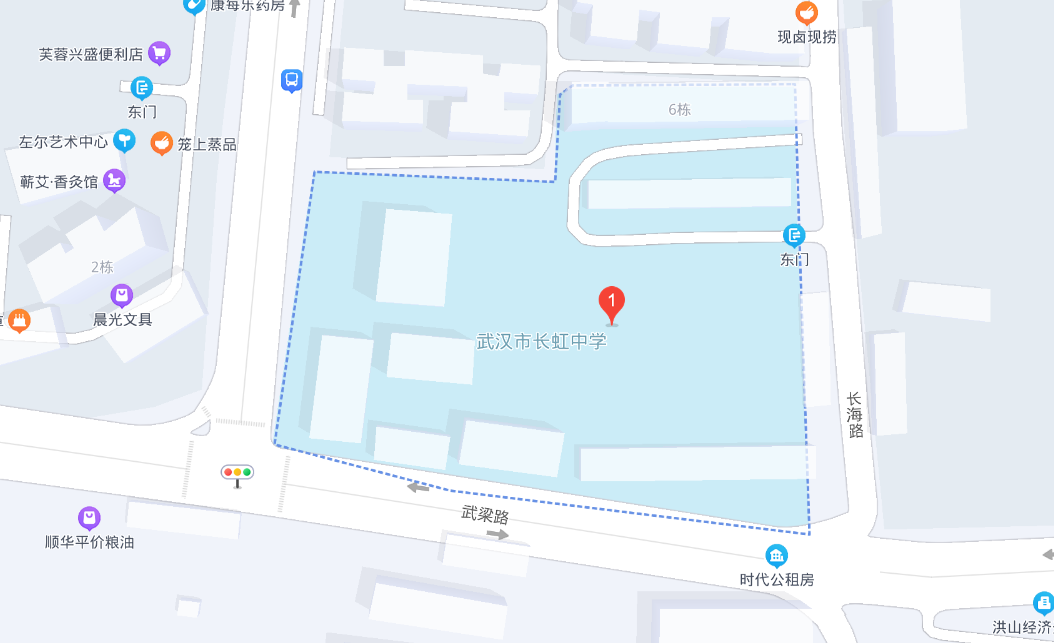 康每乐药房
现卤现捞
芙蓉兴盛便利店
东门
6栋
左尔艺术中心
笼上蒸品
蕲艾·香灸馆
2栋
东门
1
晨光文具
武汉市长虹中学
长海路
武梁路
顺华平价粮油
时代公租房
洪山经济